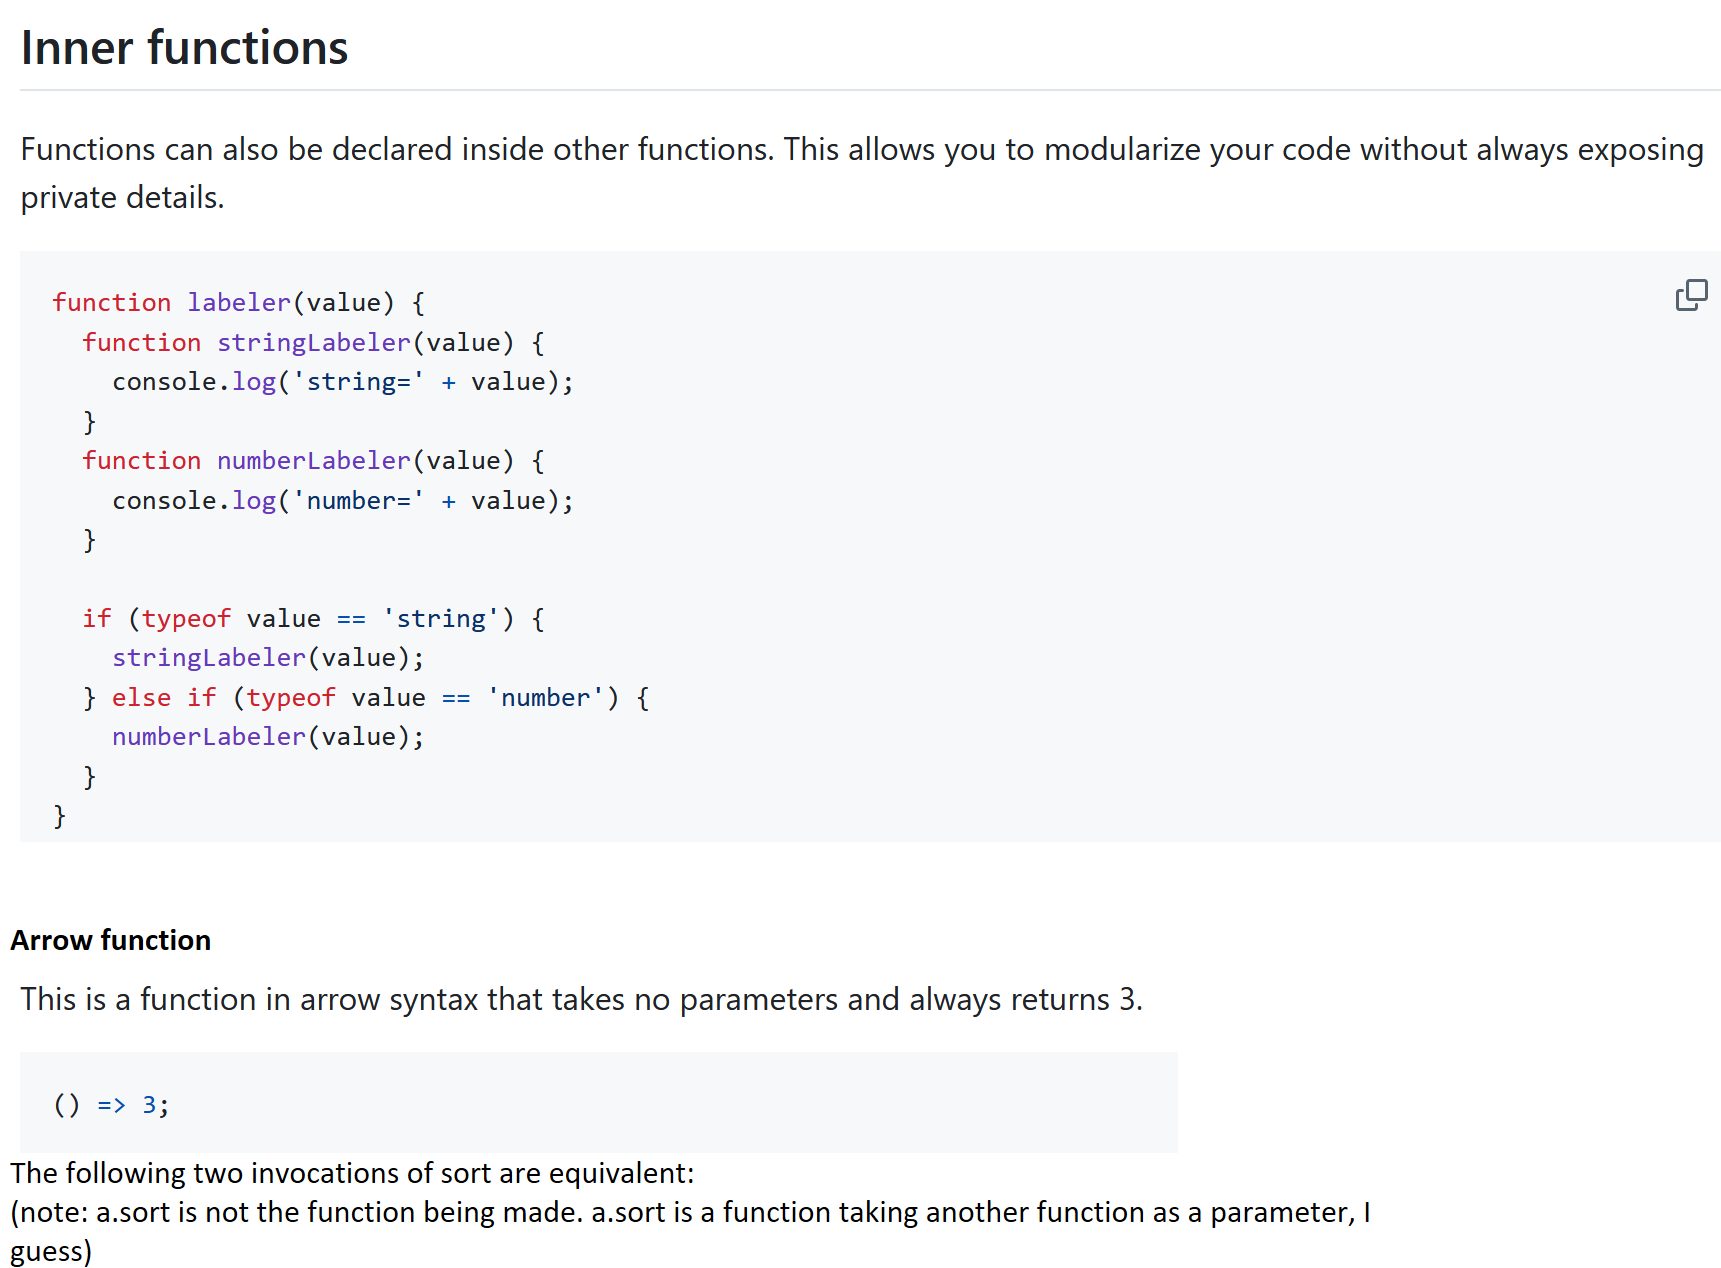 Inner functions
Functions can also be declared inside other functions. This allows you to modularize your code without always exposing
private details.
function labeler(value) {
  function stringLabeler(value) {
    console.log('string=' + value);
  }
  function numberLabeler(value) {
    console.log('number=' + value);
  }

  if (typeof value == 'string') {
    stringLabeler(value);
  } else if (typeof value == 'number') {
    numberLabeler(value);
  }
}
Arrow function
This is a function in arrow syntax that takes no parameters and always returns 3.
() => 3;
The following two invocations of sort are equivalent:
(note: a.sort is not the function being made. a.sort is a function taking another function as a parameter, I
guess)